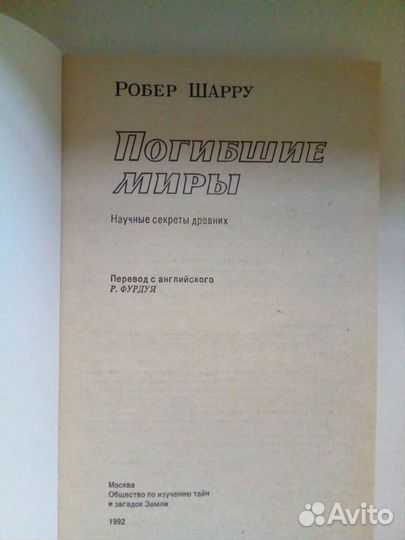 РОБЕР ШАРРУ
ПОГИБШИЕ
МИРЫ
Научные секреты древних
Перевод с английского
Р. ФУРДУЯ
Москва
Общество по изучению тайн
и загадок Земли
1992
Avito